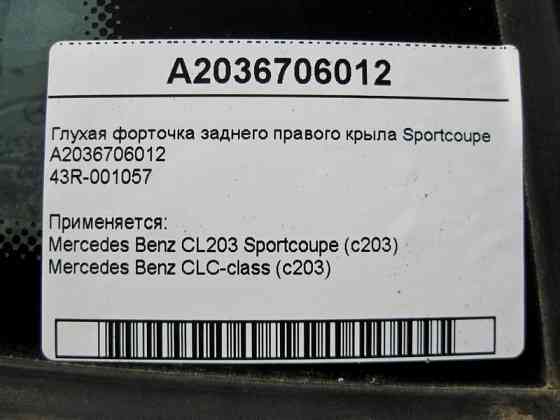 A2036706012
Глухая форточка заднего правого крыла Sportcoupe
A2036706012
43R-001057
Применяется:
Mercedes Benz CL203 Sportcoupe (c203)
Mercedes Benz CLC-class (c203)